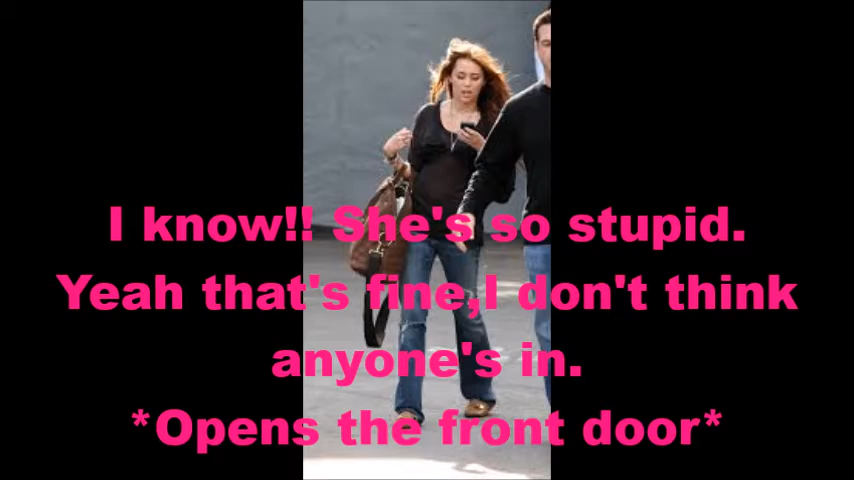 I know!! She's so stupid.
Yeah that's fine,I don't think
anyone's in.
*Opens the front door*